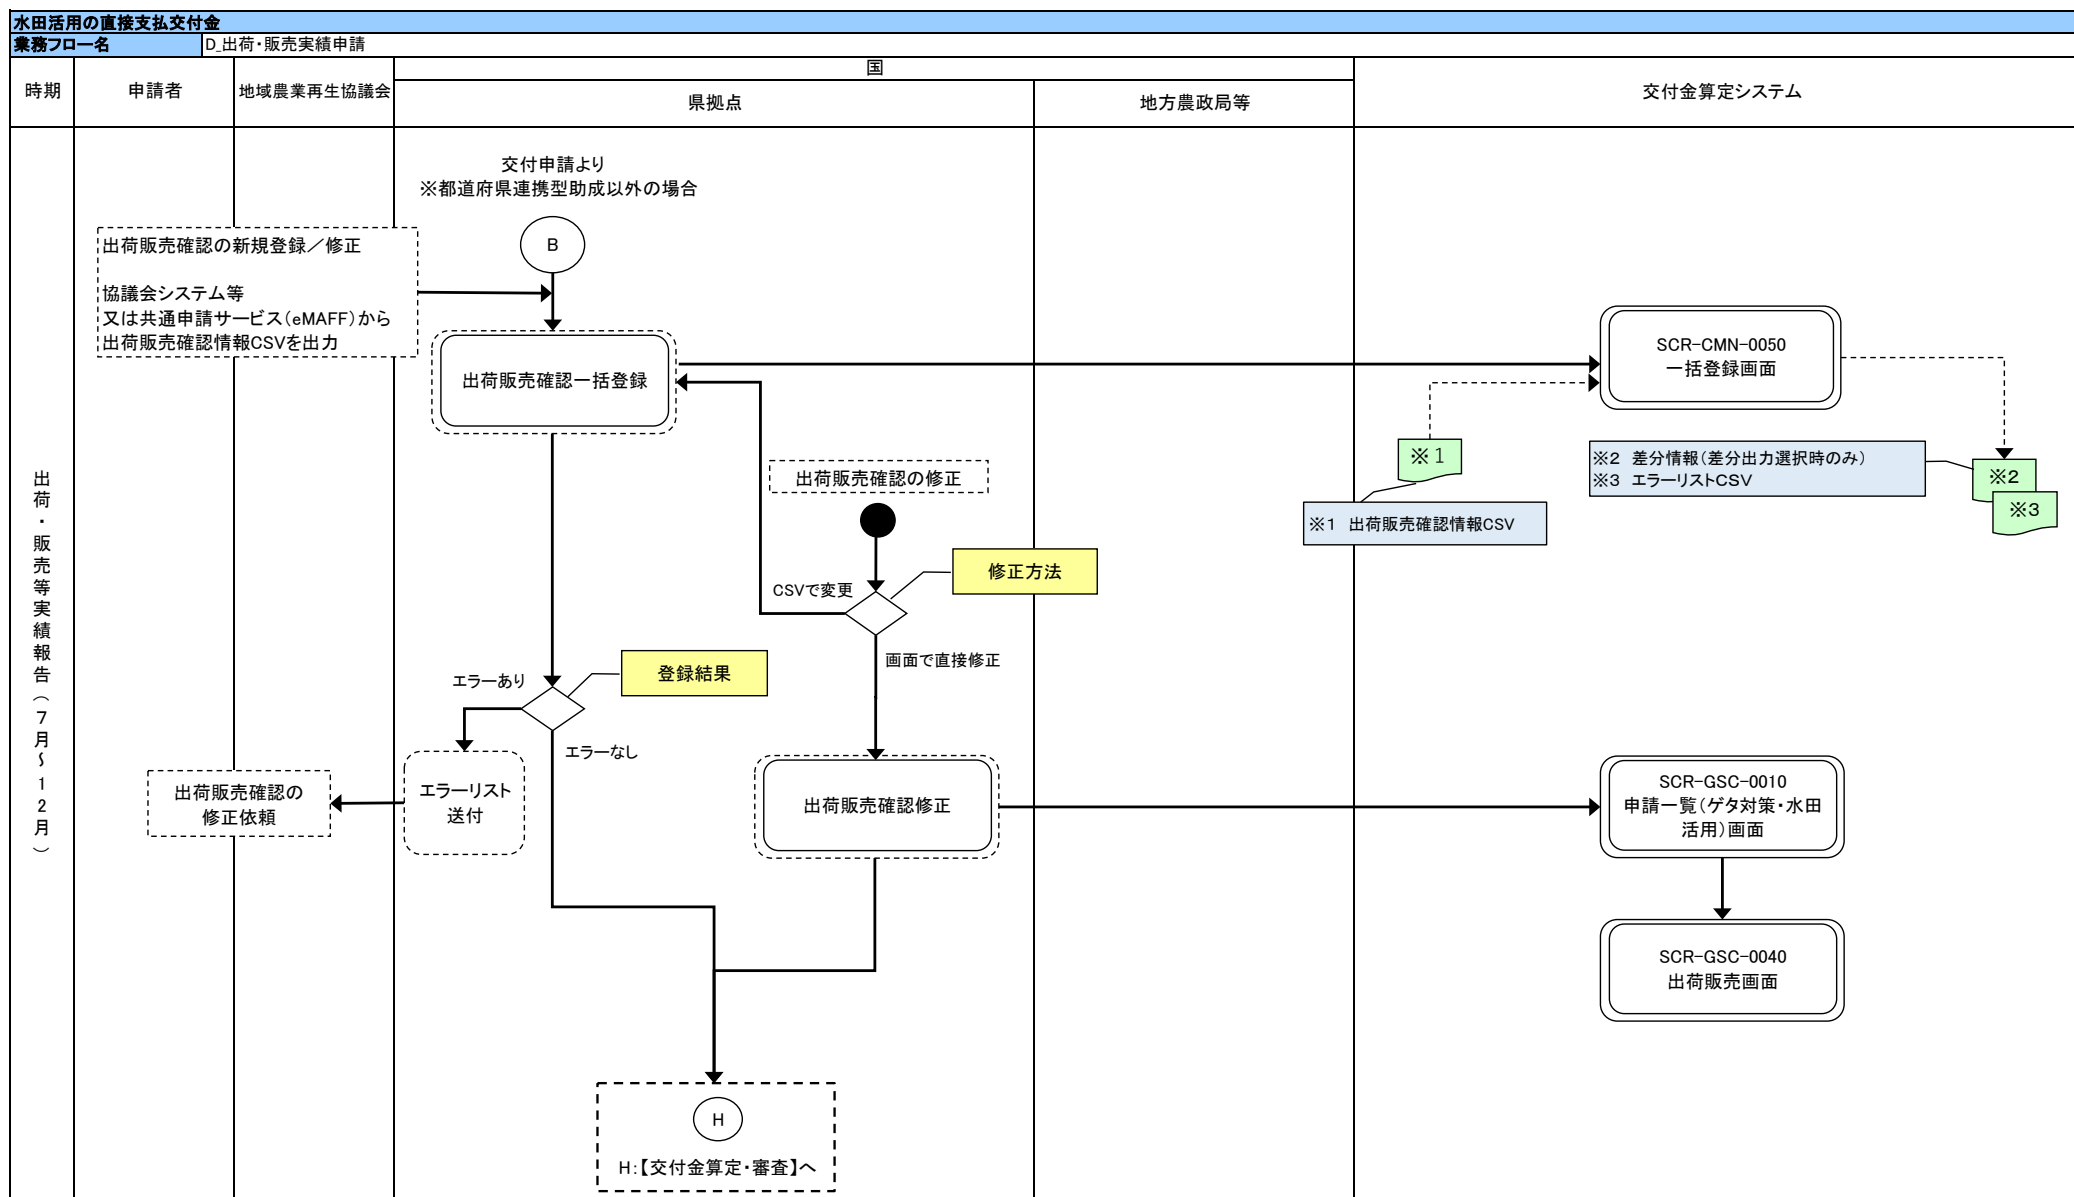 水田活用の直接支払交付金
業務フロー名
D_出荷・販売実績申請
時期
申請者
地域農業再生協議会
国
県拠点
地方農政局等
交付金算定システム
出荷・販売等実績報告（７月～１２月）
交付申請より
※都道府県連携型助成以外の場合
B
出荷販売確認の新規登録／修正
協議会システム等
又は共通申請サービス（eMAFF）から
出荷販売確認情報CSVを出力
出荷販売確認一括登録
SCR-CMN-0050
一括登録画面
※１
※１ 出荷販売確認情報CSV
※２ 差分情報（差分出力選択時のみ）
※３ エラーリストCSV
※２
※３
出荷販売確認の修正
修正方法
CSVで変更
画面で直接修正
登録結果
エラーあり
エラーなし
エラーリスト
送付
出荷販売確認の
修正依頼
出荷販売確認修正
SCR-GSC-0010
申請一覧（ゲタ対策・水田
活用）画面
SCR-GSC-0040
出荷販売画面
H
H:【交付金算定・審査】へ